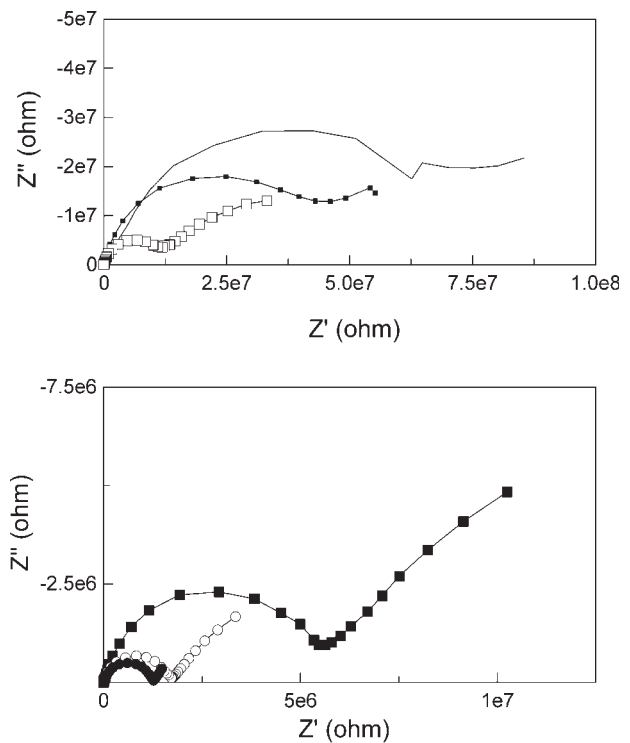 -5e7
-4e7
-3e7
-2e7
-1e7
0
Z" (ohm)
0 2.5e7 5.0e7 7.5e7 1.0e8
Z' (ohm)
-7.5e6
-2.5e6
Z" (ohm)
0 5e6 1e7
Z' (ohm)